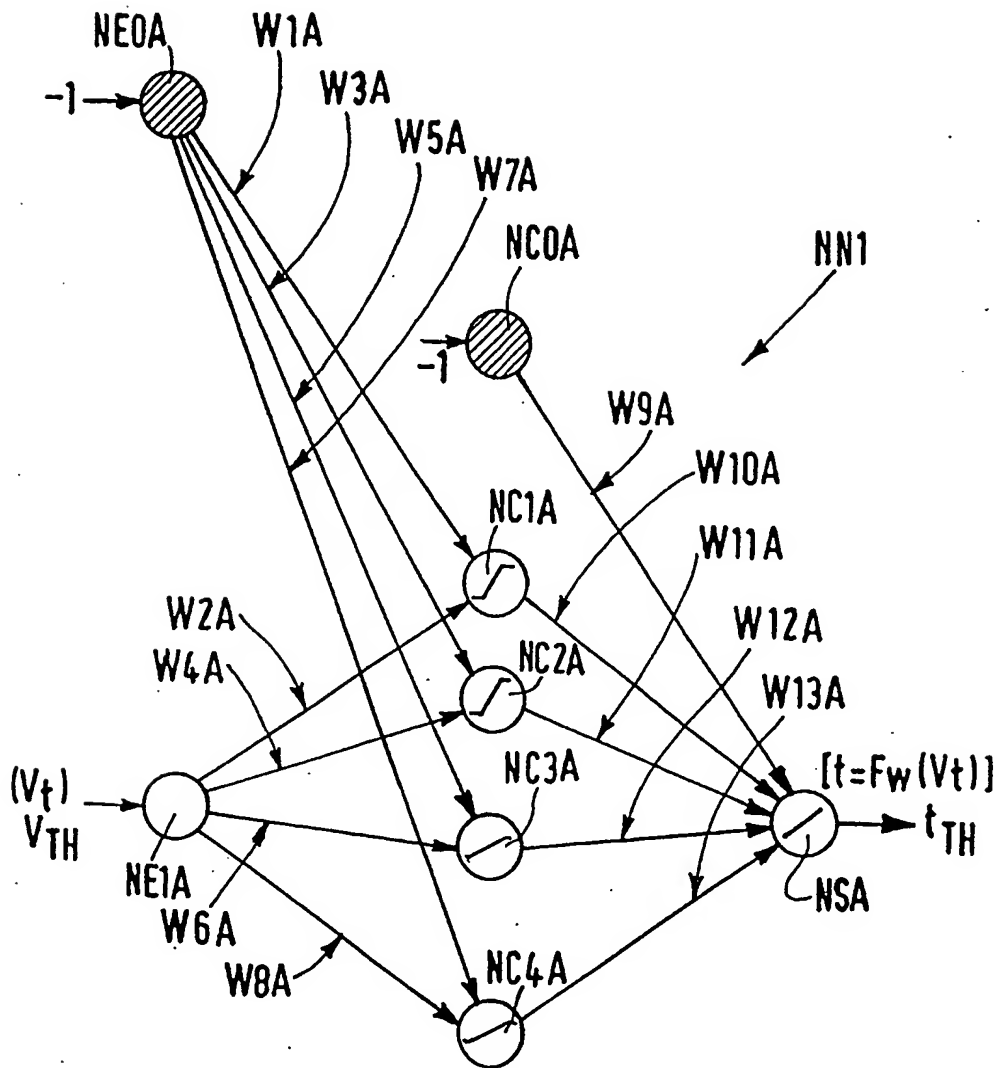 NE0A
W1A
-1
W3A
W5A
W7A
NC0A
NN1
-1
W9A
W10A
NC1A
W11A
W2A
W12A
W4A
NC2A
W13A
(Vt)
VTH
NC3A
[t=Fw(Vt)]
tTH
NE1A
NSA
W6A
W8A
NC4A